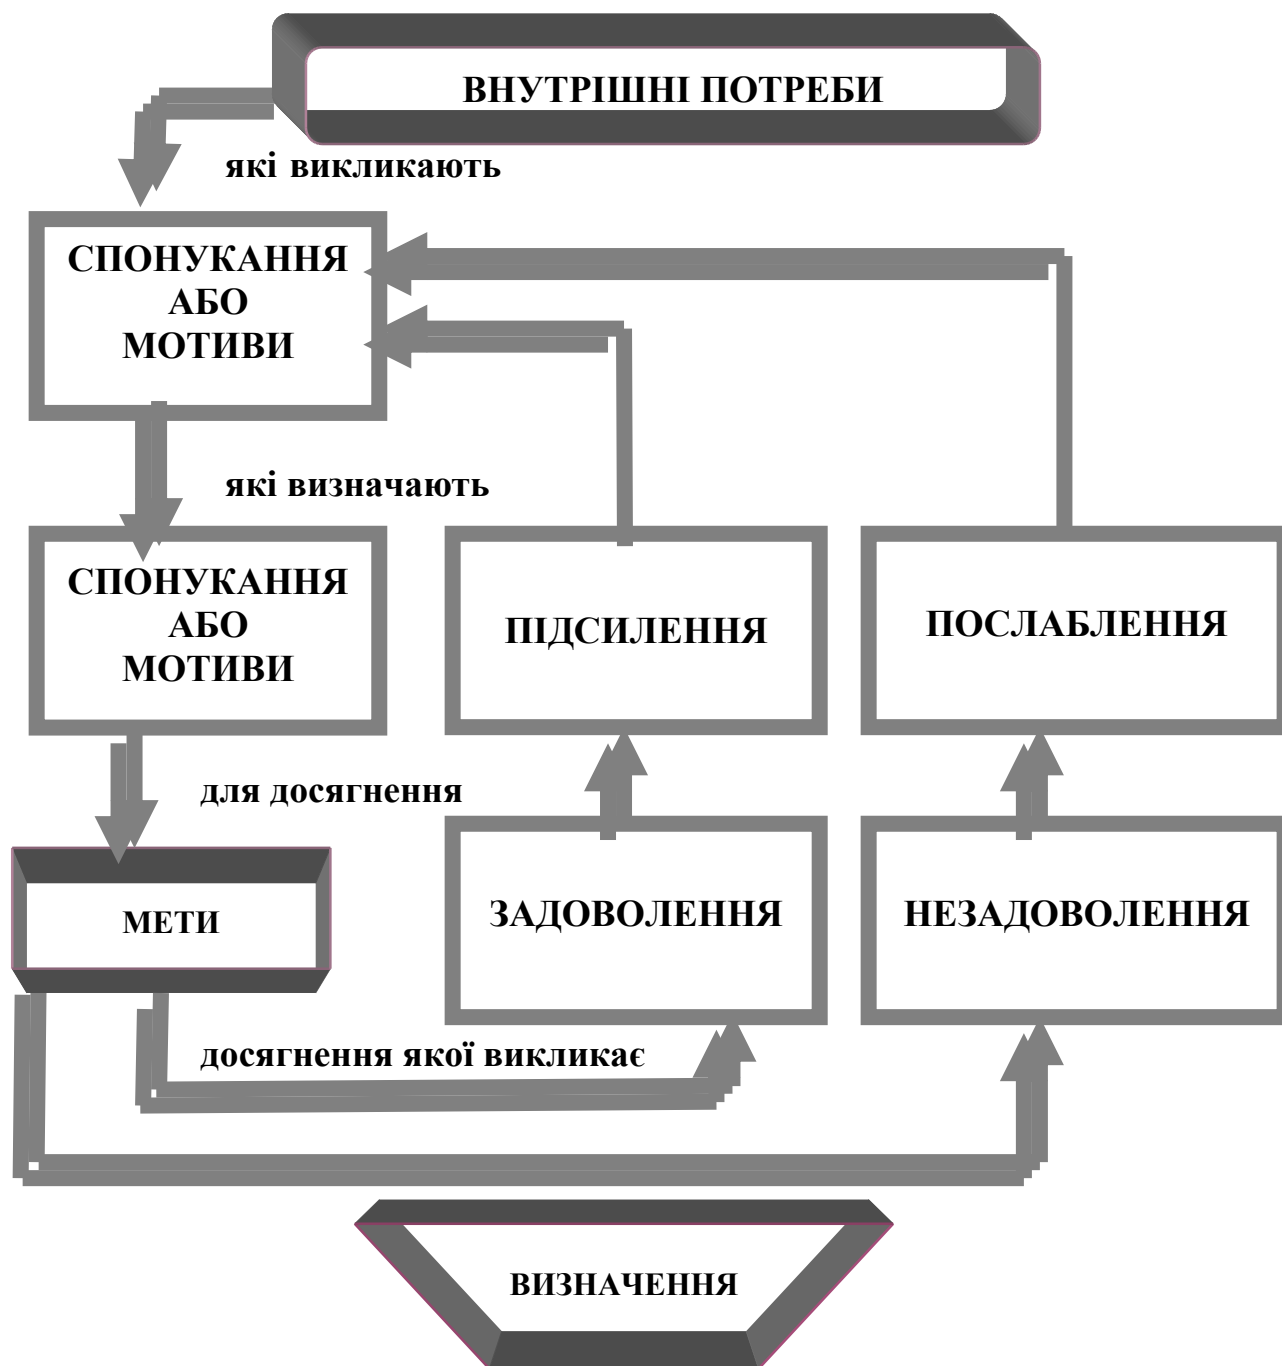 ВНУТРІШНІ ПОТРЕБИ
які викликають
СПОНУКАННЯ
АБО
МОТИВИ
які визначають
СПОНУКАННЯ
АБО
МОТИВИ
ПІДСИЛЕННЯ
ПОСЛАБЛЕННЯ
для досягнення
МЕТИ
ЗАДОВОЛЕННЯ
НЕЗАДОВОЛЕННЯ
досягнення якої викликає
ВИЗНАЧЕННЯ